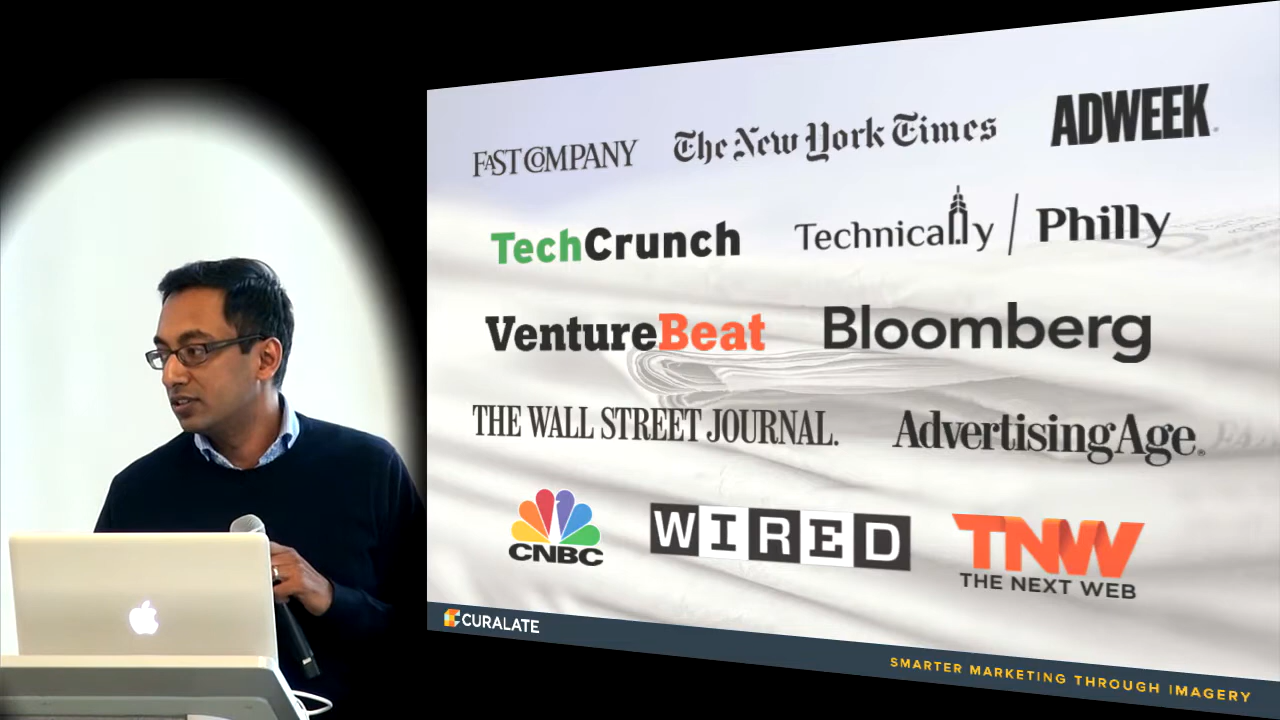 FAST COMPANY
The New York Times
ADWEEK
TechCrunch
Technically / Philly
VentureBeat
Bloomberg
THE WALL STREET JOURNAL.
AdvertisingAge
CNBC
WIRED
TNW
THE NEXT WEB
CURALATE
SMARTER MARKETING THROUGH IMAGERY